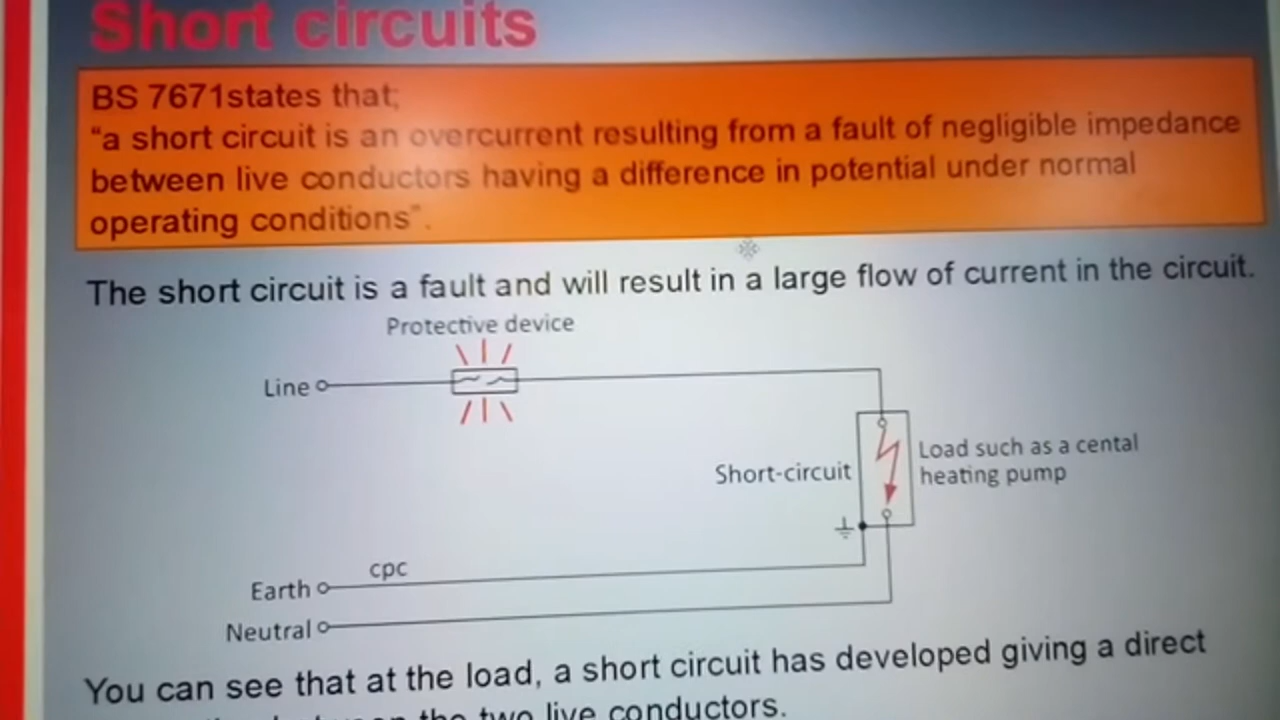 Short circuits
BS 7671states that;
“a short circuit is an overcurrent resulting from a fault of negligible impedance
between live conductors having a difference in potential under normal
operating conditions”.
The short circuit is a fault and will result in a large flow of current in the circuit.
Protective device
Line
Short-circuit
Load such as a cental
heating pump
cpc
Earth
Neutral
You can see that at the load, a short circuit has developed giving a direct
between the two live conductors.